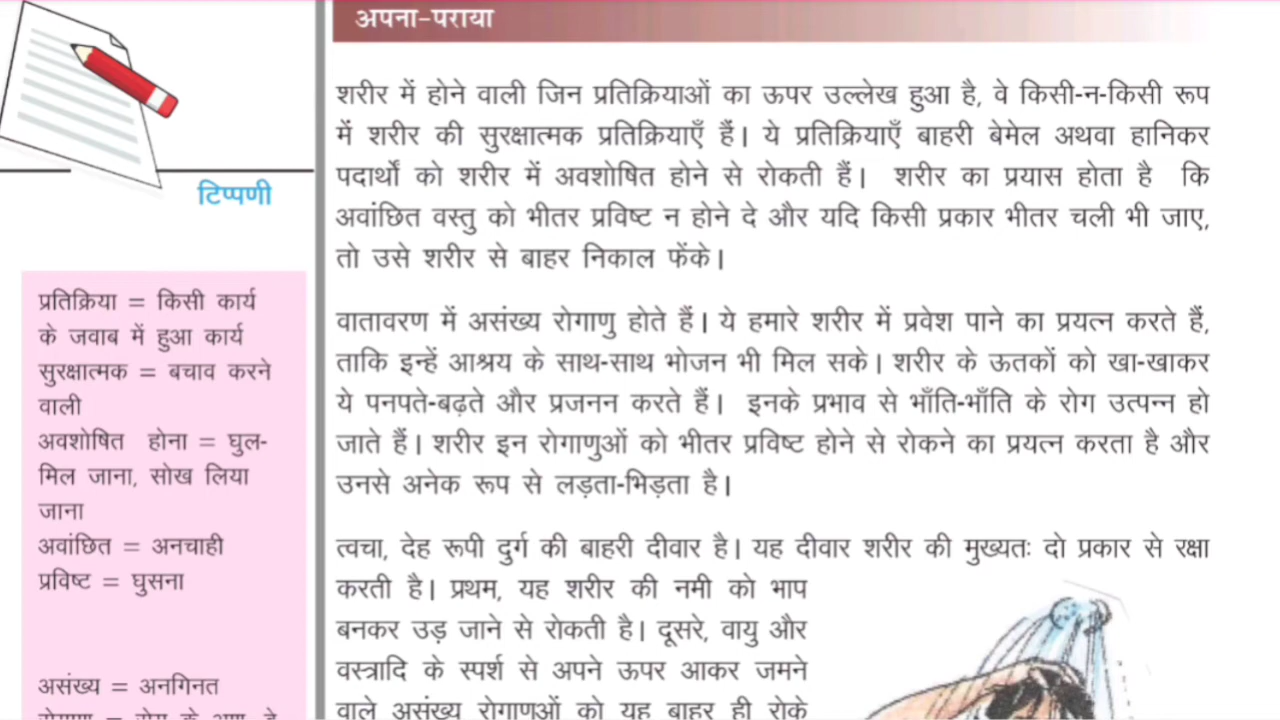 अपना-पराया
शरीर में होने वाली जिन प्रतिक्रियाओं का ऊपर उल्लेख हुआ है, वे किसी-न-किसी रूप
में शरीर की सुरक्षात्मक प्रतिक्रियाएँ हैं। ये प्रतिक्रियाएँ बाहरी बेमेल अथवा हानिकर
पदार्थों को शरीर में अवशोषित होने से रोकती हैं। शरीर का प्रयास होता है कि
अवांछित वस्तु को भीतर प्रविष्ट न होने दे और यदि किसी प्रकार भीतर चली भी जाए,
तो उसे शरीर से बाहर निकाल फेंके।
वातावरण में असंख्य रोगाणु होते हैं। ये हमारे शरीर में प्रवेश पाने का प्रयत्न करते हैं,
ताकि इन्हें आश्रय के साथ-साथ भोजन भी मिल सके। शरीर के ऊतकों को खा-खाकर
ये पनपते-बढ़ते और प्रजनन करते हैं। इनके प्रभाव से भाँति-भाँति के रोग उत्पन्न हो
जाते हैं। शरीर इन रोगाणुओं को भीतर प्रविष्ट होने से रोकने का प्रयत्न करता है और
उनसे अनेक रूप से लड़ता-भिड़ता है।
त्वचा, देह रूपी दुर्ग की बाहरी दीवार है। यह दीवार शरीर की मुख्यतः दो प्रकार से रक्षा
करती है। प्रथम, यह शरीर की नमी को भाप
बनकर उड़ जाने से रोकती है। दूसरे, वायु और
वस्त्रादि के स्पर्श से अपने ऊपर आकर जमने
वाले असंख्य रोगाणुओं को यह बाहर ही रोके
टिप्पणी
प्रतिक्रिया = किसी कार्य
के जवाब में हुआ कार्य
सुरक्षात्मक = बचाव करने
वाली
अवशोषित होना = घुल-
मिल जाना, सोख लिया
जाना
अवांछित = अनचाही
प्रविष्ट = घुसना
असंख्य = अनगिनत